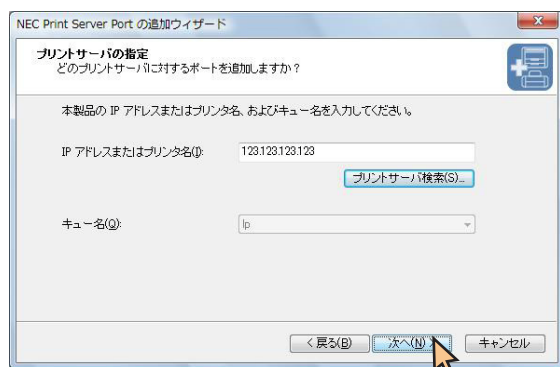 NEC Print Server Port の追加ウィザード
プリントサーバの指定
どのプリントサーバに対するポートを追加しますか？
本製品の IP アドレスまたはプリンタ名、およびキュー名を入力してください。
IP アドレスまたはプリンタ名(I):
123.123.123.123
プリントサーバ検索(S)...
キュー名(Q):
lp
< 戻る(B)
次へ(N) >
キャンセル